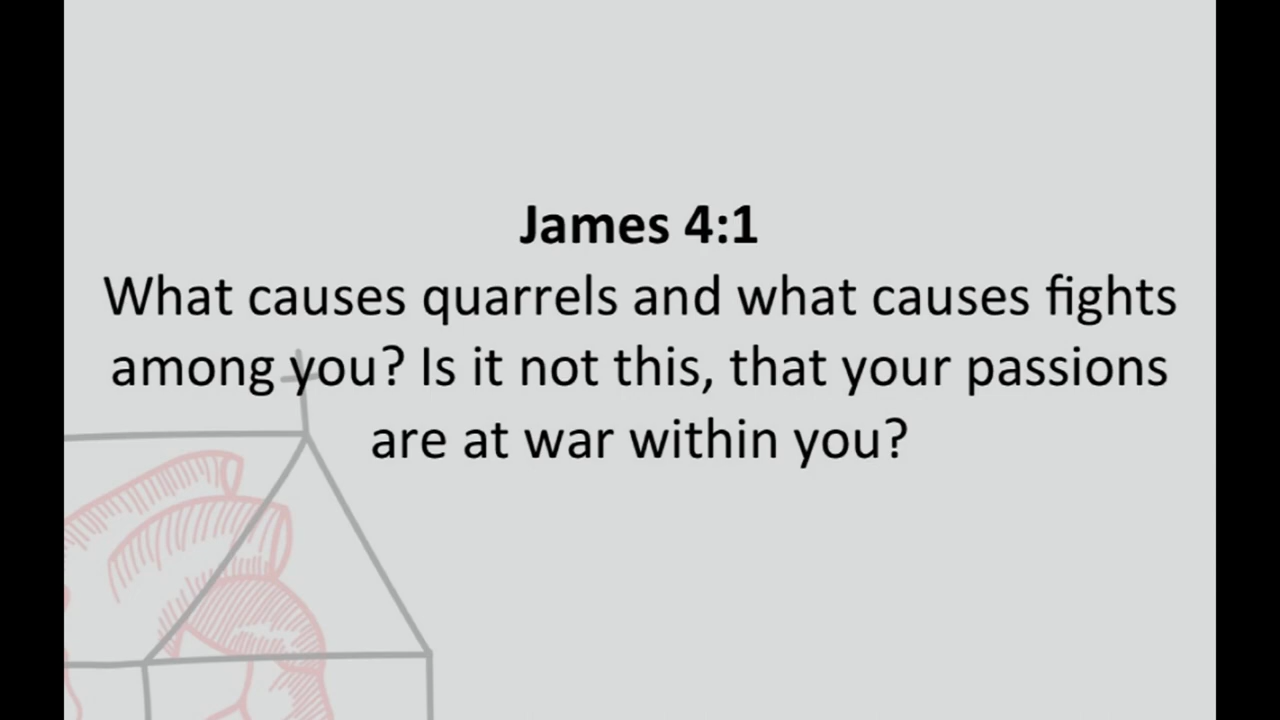 James 4:1
What causes quarrels and what causes fights
among you? Is it not this, that your passions
are at war within you?